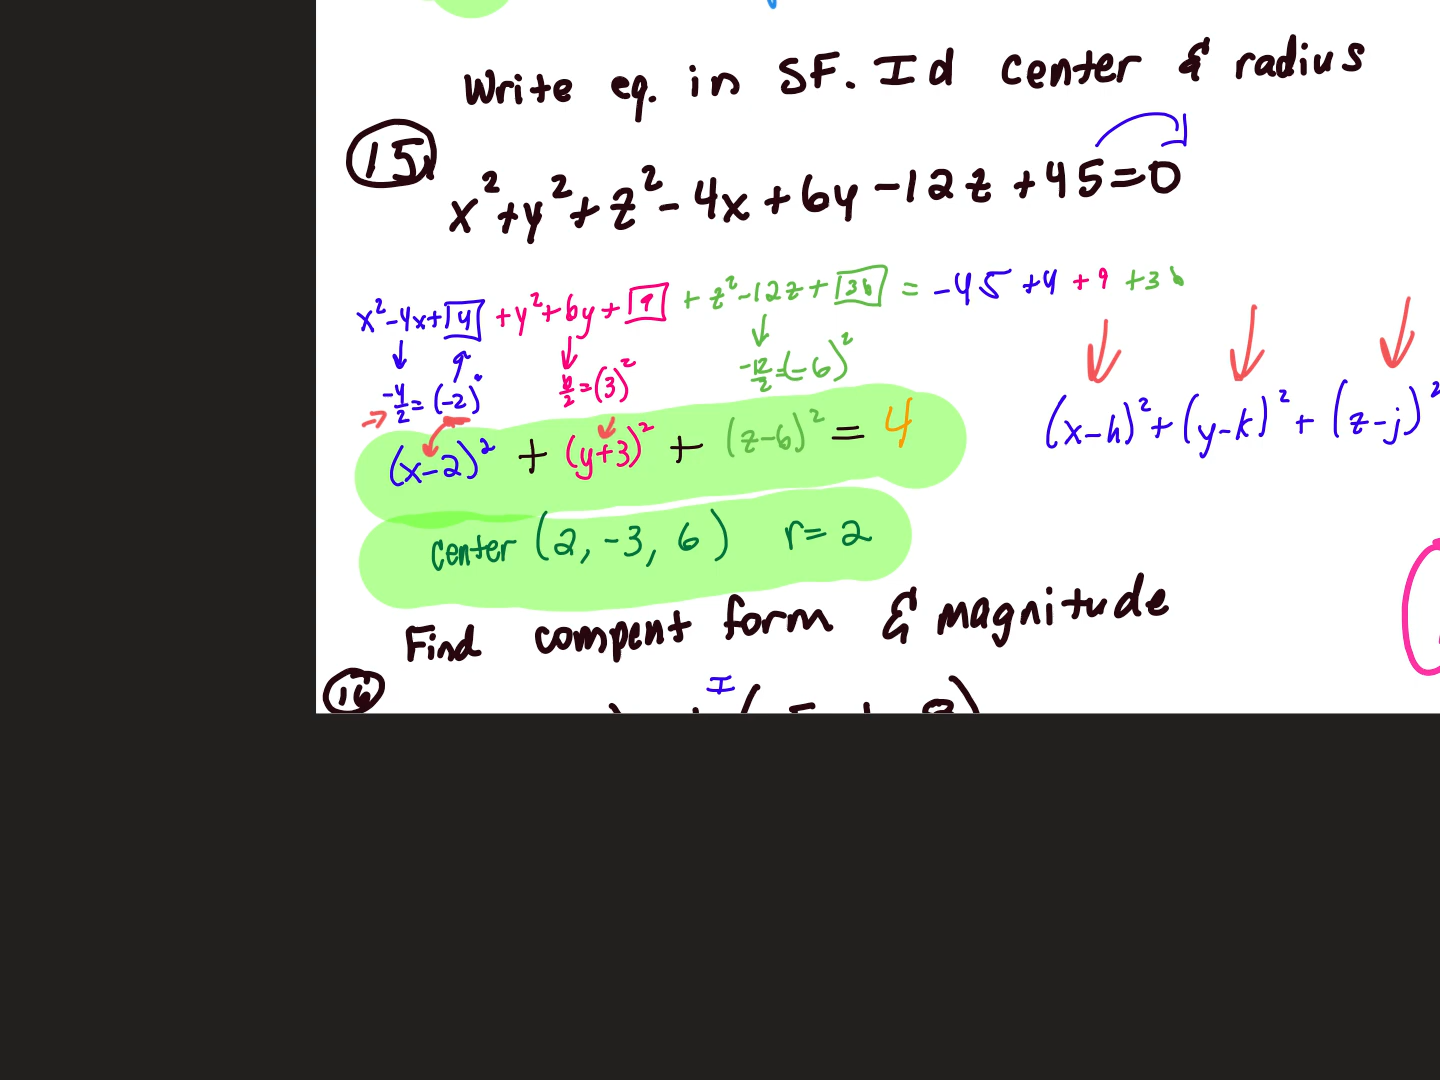 Write eq. in SF. Id center & radius
15.
x²+y²+z²-4x+6y-12z+45=0
x²-4x+4 +y²+6y+9 +z²-12z+36 = -45 +4 +9 +36
-4/2=(-2)² 6/2=(3)² -12/2=(-6)²
(x-2)² + (y+3)² + (z-6)² = 4
(x-h)²+(y-k)²+(z-j)²
center (2,-3,6) r=2
Find compent form & magnitude
16